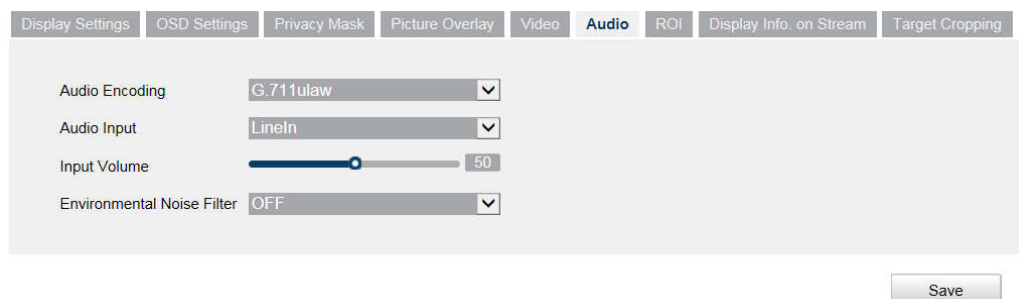 Display Settings OSD Settings Privacy Mask Picture Overlay Video Audio ROI Display Info. on Stream Target Cropping
Audio Encoding G.711ulaw
Audio Input LineIn
Input Volume 50
Environmental Noise Filter OFF
Save